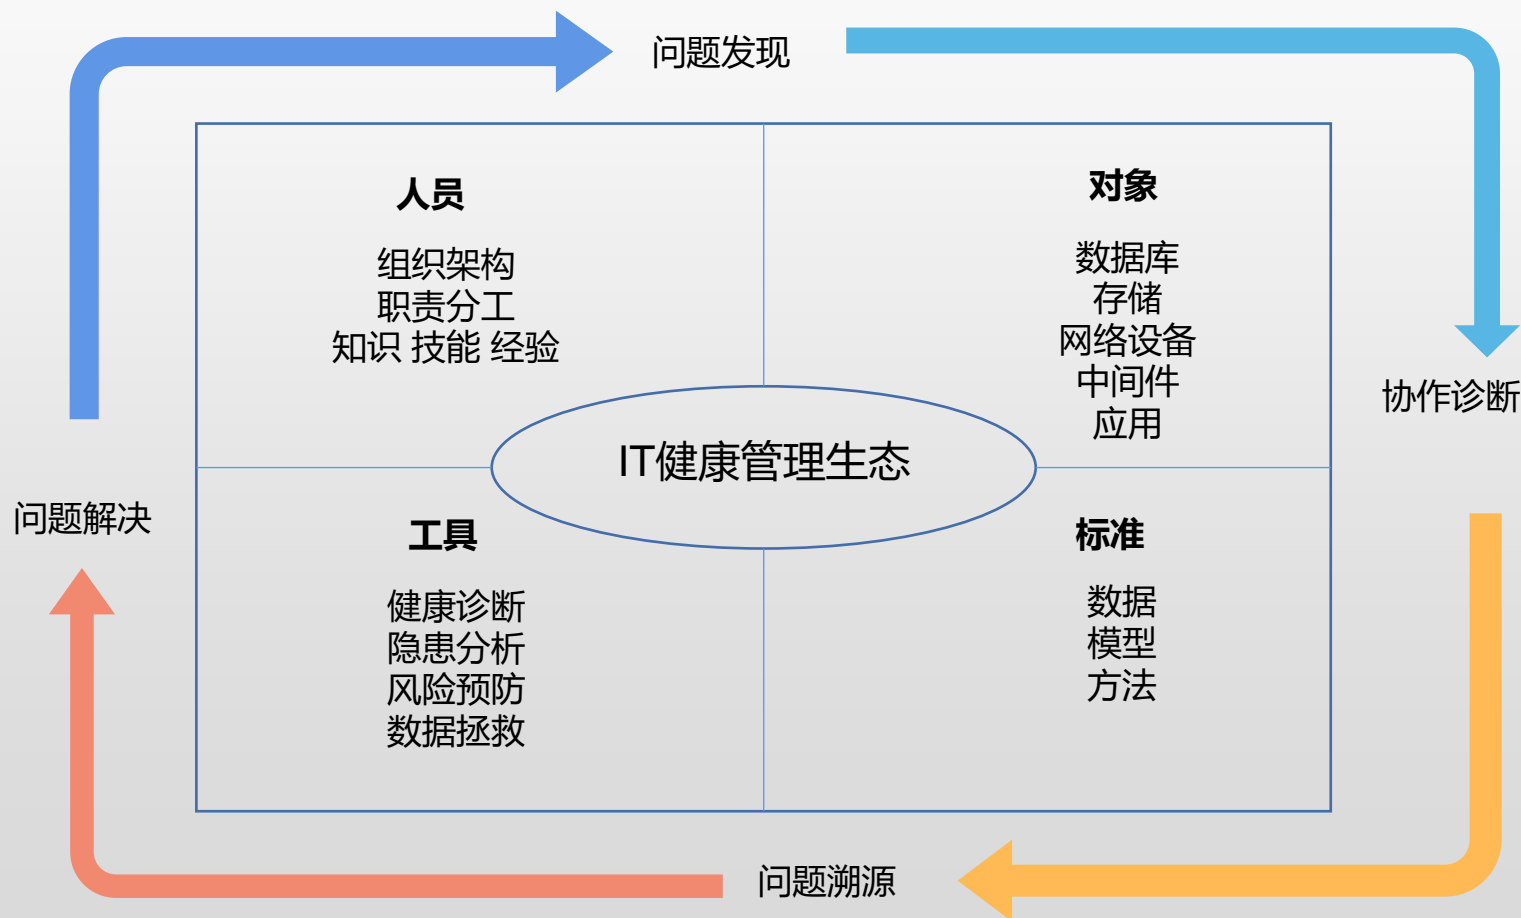 问题发现
人员
组织架构
职责分工
知识 技能 经验
对象
数据库
存储
网络设备
中间件
应用
协作诊断
IT健康管理生态
问题解决
工具
健康诊断
隐患分析
风险预防
数据拯救
标准
数据
模型
方法
问题溯源